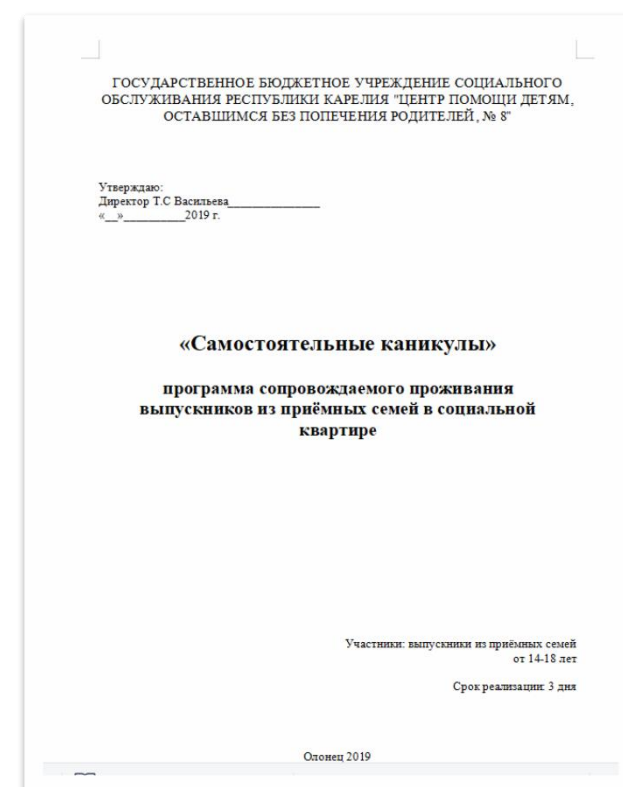 ГОСУДАРСТВЕННОЕ БЮДЖЕТНОЕ УЧРЕЖДЕНИЕ СОЦИАЛЬНОГО
ОБСЛУЖИВАНИЯ РЕСПУБЛИКИ КАРЕЛИЯ "ЦЕНТР ПОМОЩИ ДЕТЯМ,
ОСТАВШИМСЯ БЕЗ ПОПЕЧЕНИЯ РОДИТЕЛЕЙ, № 8"
Утверждаю:
Директор Т.С Васильева_______________
«__»__________2019 г.
«Самостоятельные каникулы»
программа сопровождаемого проживания
выпускников из приёмных семей в социальной
квартире
Участники: выпускники из приёмных семей
от 14-18 лет
Срок реализации: 3 дня
Олонец 2019